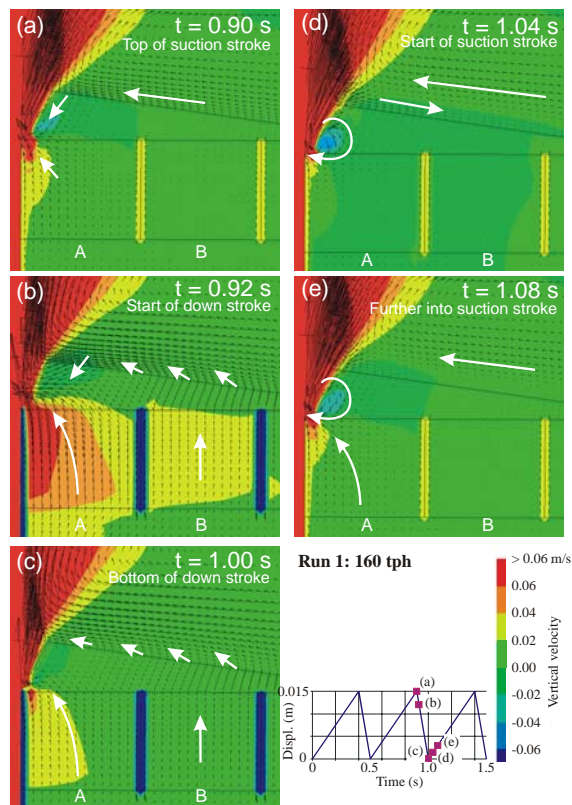 (a)
t = 0.90 s
Top of suction stroke
A
B
(b)
t = 0.92 s
Start of down stroke
A
B
(c)
t = 1.00 s
Bottom of down stroke
A
B
(d)
t = 1.04 s
Start of suction stroke
A
B
(e)
t = 1.08 s
Further into suction stroke
A
B
Run 1: 160 tph
0.015
0
Displ. (m)
0
0.5
1.0
1.5
Time (s)
(a)
(b)
(c)
(d)
(e)
> 0.06 m/s
0.06
0.04
0.02
0.00
-0.02
-0.04
-0.06
Vertical velocity